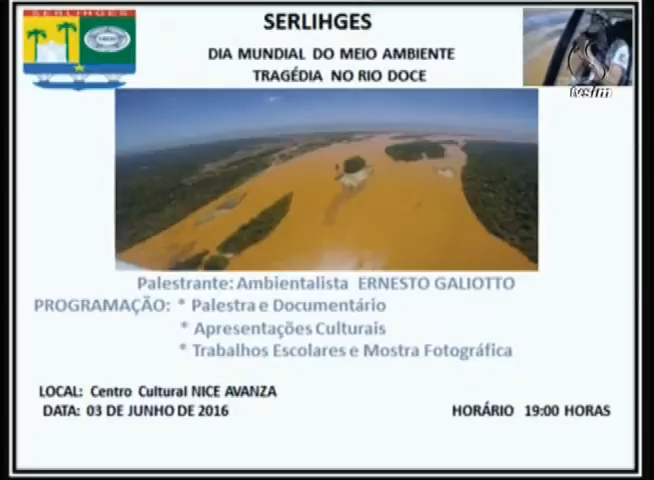 SERLIHGES
SERLIHGES
DIA MUNDIAL DO MEIO AMBIENTE
TRAGÉDIA NO RIO DOCE
tvsim
Palestrante: Ambientalista ERNESTO GALIOTTO
PROGRAMAÇÃO: * Palestra e Documentário
* Apresentações Culturais
* Trabalhos Escolares e Mostra Fotográfica
LOCAL: Centro Cultural NICE AVANZA
DATA: 03 DE JUNHO DE 2016 HORÁRIO 19:00 HORAS